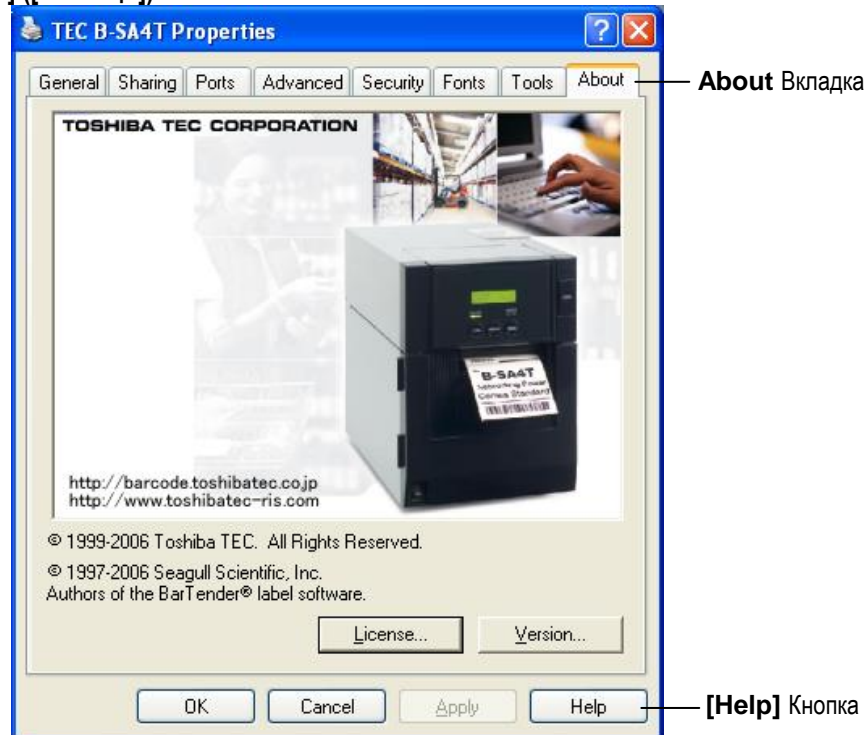 TEC B-SA4T Properties
General Sharing Ports Advanced Security Fonts Tools About
About Вкладка
TOSHIBA TEC CORPORATION
B-SA4T
http://barcode.toshibatec.co.jp
http://www.toshibatec-ris.com
© 1999-2006 Toshiba TEC. All Rights Reserved.
© 1997-2006 Seagull Scientific, Inc.
Authors of the BarTender® label software.
License... Version...
OK Cancel Apply Help
[Help] Кнопка